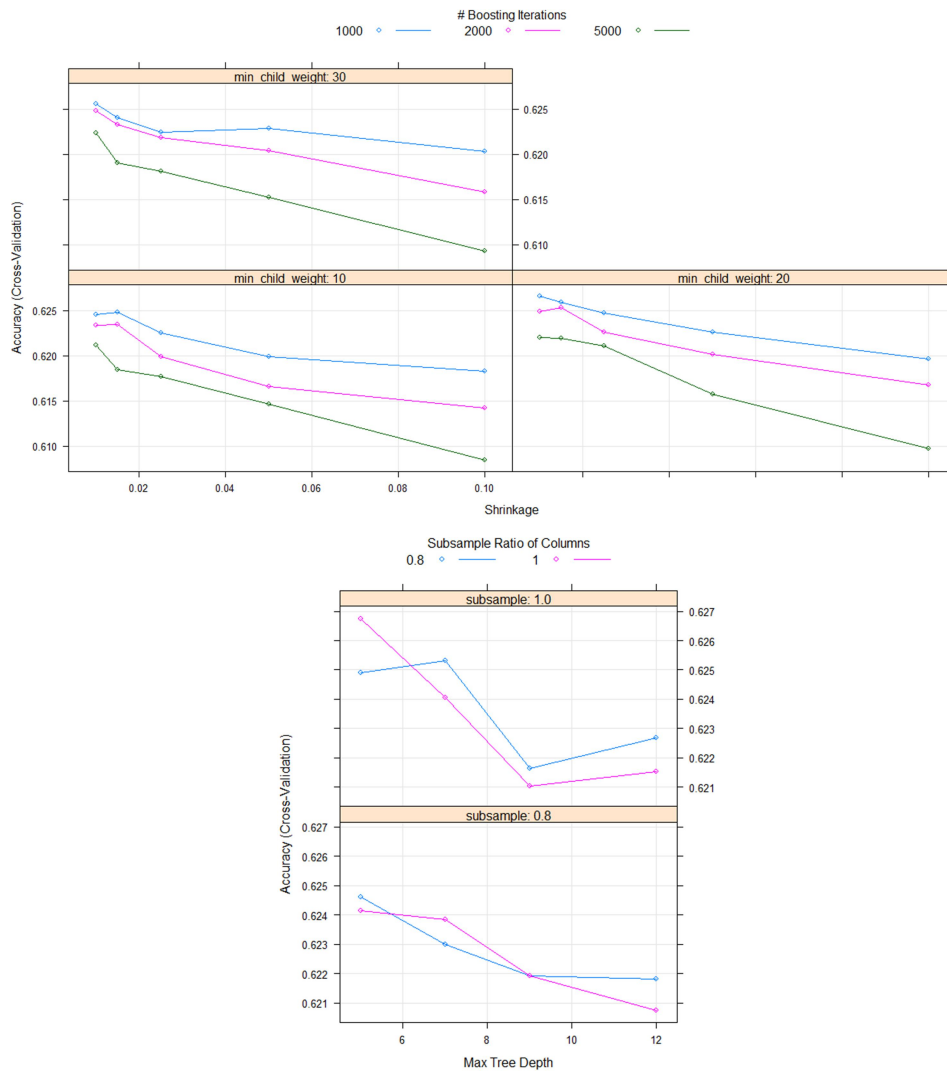 # Boosting Iterations
1000 2000 5000
min_child_weight: 30
0.625
0.620
0.615
0.610
min_child_weight: 10
min_child_weight: 20
0.625
0.620
0.615
0.610
Accuracy (Cross-Validation)
0.02 0.04 0.06 0.08 0.10
Shrinkage
Subsample Ratio of Columns
0.8 1
subsample: 1.0
0.627
0.626
0.625
0.624
0.623
0.622
0.621
subsample: 0.8
0.627
0.626
0.625
0.624
0.623
0.622
0.621
Accuracy (Cross-Validation)
6 8 10 12
Max Tree Depth